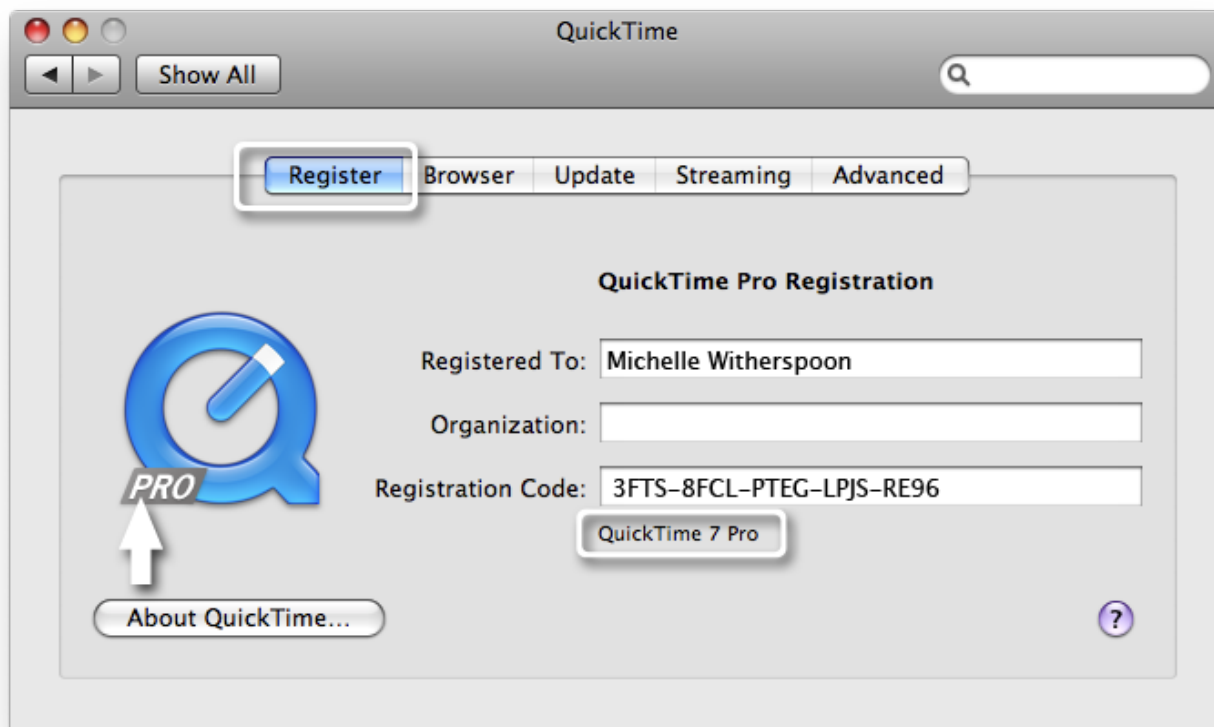 QuickTime
Show All
Register Browser Update Streaming Advanced
QuickTime Pro Registration
Registered To: Michelle Witherspoon
Organization:
PRO
Registration Code: 3FTS-8FCL-PTEG-LPJS-RE96
QuickTime 7 Pro
About QuickTime...
?